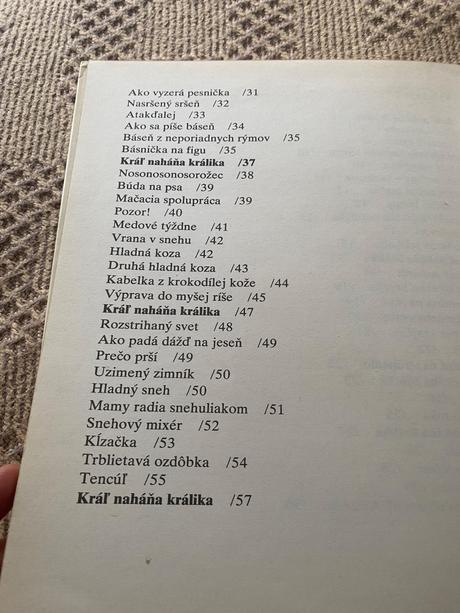 Ako vyzerá pesnička /31
Nasršený sršeň /32
Atakďalej /33
Ako sa píše báseň /34
Báseň z neporiadnych rýmov /35
Básnička na figu /35
Kráľ naháňa králika /37
Nosonosonosorožec /38
Búda na psa /39
Mačacia spolupráca /39
Pozor! /40
Medové týždne /41
Vrana v snehu /42
Hladná koza /42
Druhá hladná koza /43
Kabelka z krokodílej kože /44
Výprava do myšej ríše /45
Kráľ naháňa králika /47
Rozstrihaný svet /48
Ako padá dážď na jeseň /49
Prečo prší /49
Uzimený zimník /50
Hladný sneh /50
Mamy radia snehuliakom /51
Snehový mixér /52
Kĺzačka /53
Trblietavá ozdôbka /54
Tencúľ /55
Kráľ naháňa králika /57